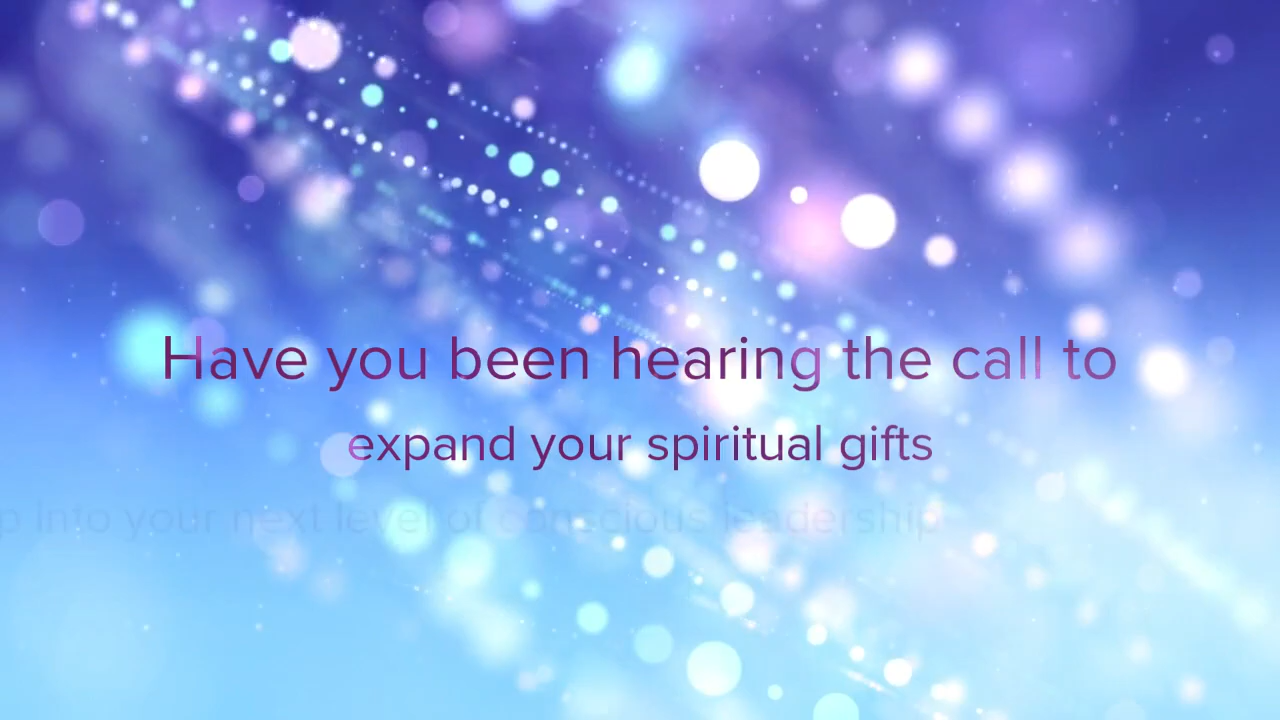 Have you been hearing the call to
expand your spiritual gifts
p into your next level of conscious leadership